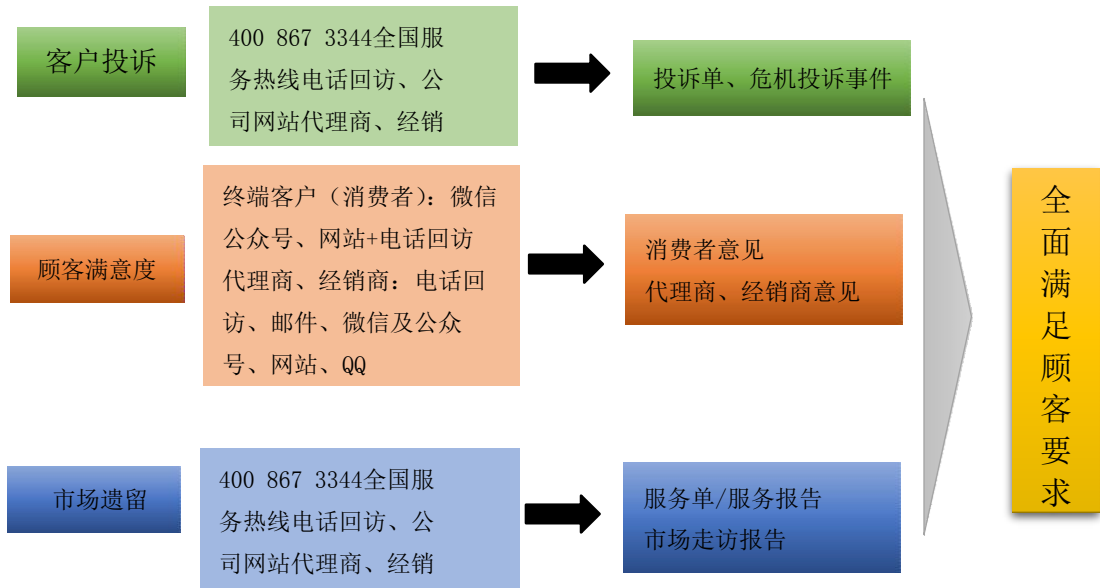 客户投诉
400 867 3344全国服
务热线电话回访、公
司网站代理商、经销
投诉单、危机投诉事件
顾客满意度
终端客户（消费者）：微信
公众号、网站+电话回访
代理商、经销商：电话回
访、邮件、微信及公众
号、网站、QQ
消费者意见
代理商、经销商意见
市场遗留
400 867 3344全国服
务热线电话回访、公
司网站代理商、经销
服务单/服务报告
市场走访报告
全面满足顾客要求